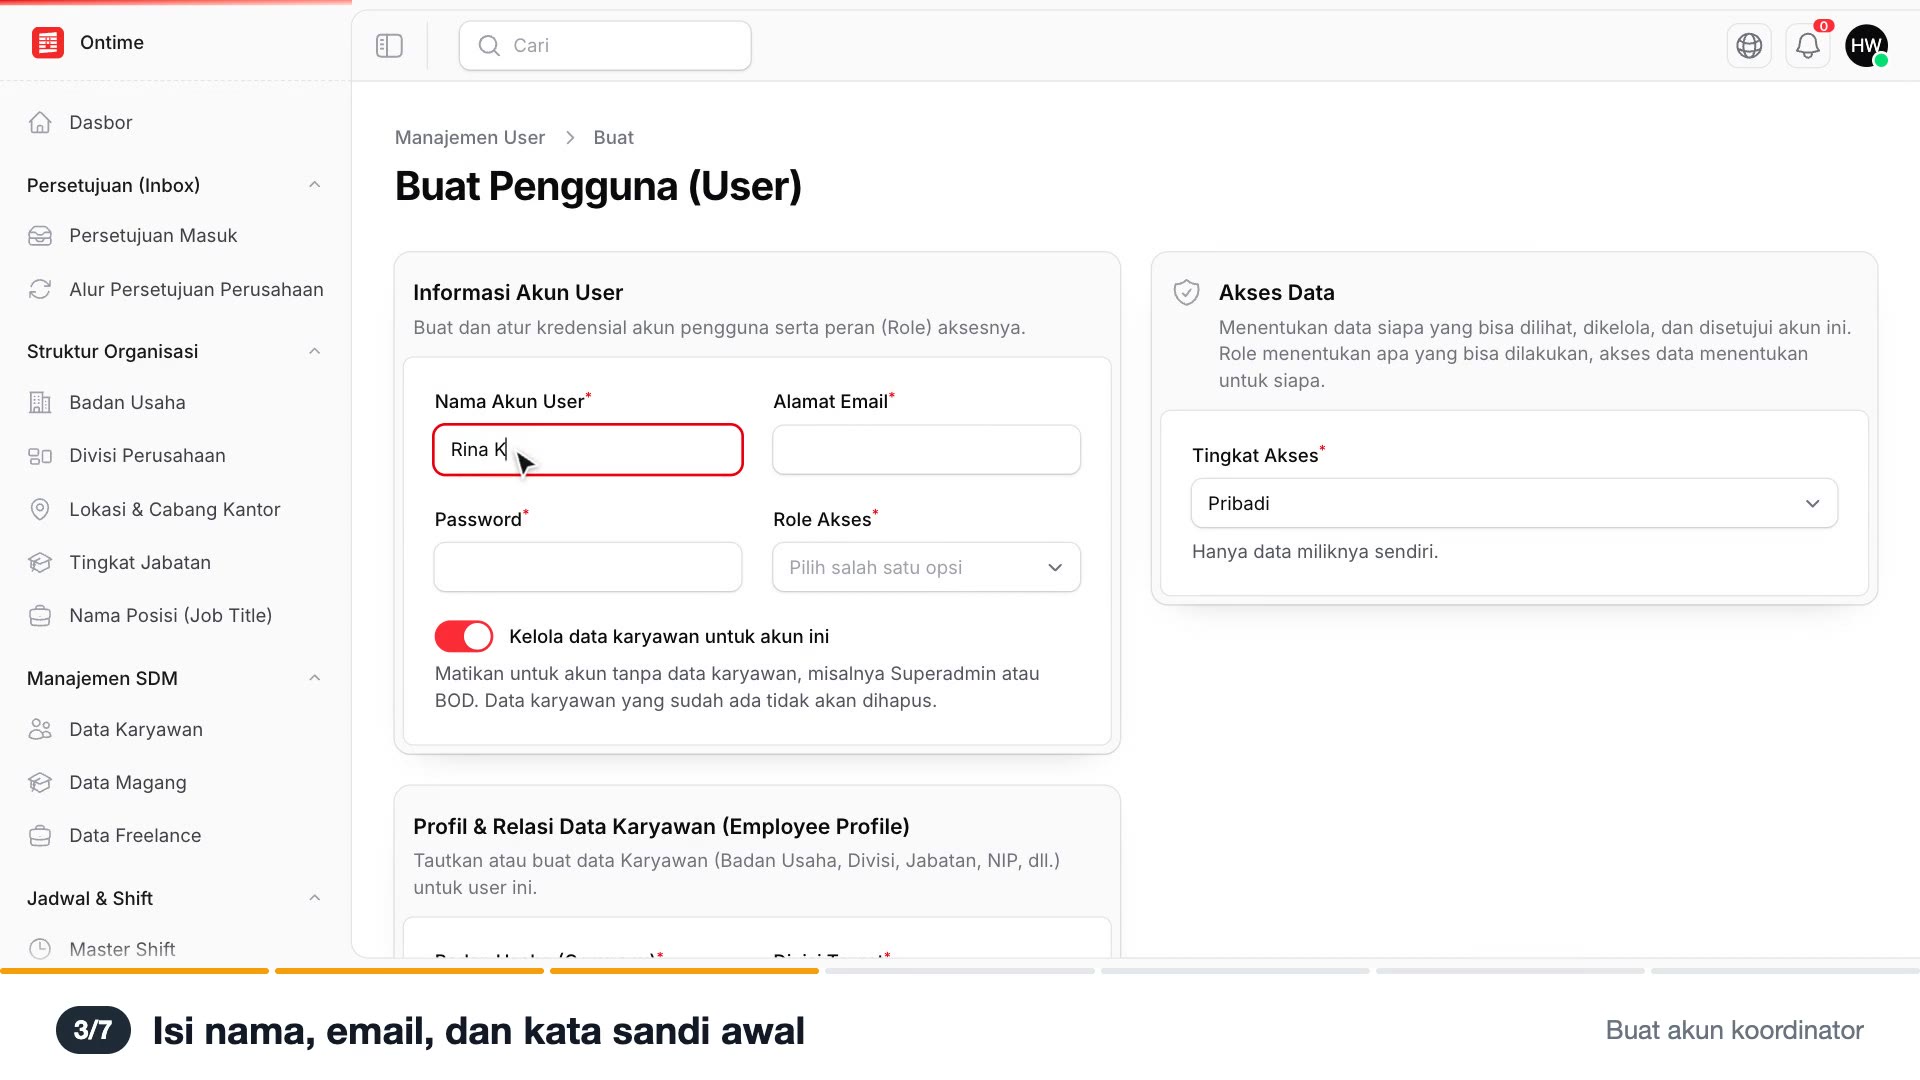 Ontime
Cari
0
HW
Dasbor
Persetujuan (Inbox)
Persetujuan Masuk
Alur Persetujuan Perusahaan
Struktur Organisasi
Badan Usaha
Divisi Perusahaan
Lokasi & Cabang Kantor
Tingkat Jabatan
Nama Posisi (Job Title)
Manajemen SDM
Data Karyawan
Data Magang
Data Freelance
Jadwal & Shift
Master Shift
Manajemen User > Buat
Buat Pengguna (User)
Informasi Akun User
Buat dan atur kredensial akun pengguna serta peran (Role) aksesnya.
Nama Akun User*
Rina K
Alamat Email*
Password*
Role Akses*
Pilih salah satu opsi
Kelola data karyawan untuk akun ini
Matikan untuk akun tanpa data karyawan, misalnya Superadmin atau
BOD. Data karyawan yang sudah ada tidak akan dihapus.
Profil & Relasi Data Karyawan (Employee Profile)
Tautkan atau buat data Karyawan (Badan Usaha, Divisi, Jabatan, NIP, dll.)
untuk user ini.
Akses Data
Menentukan data siapa yang bisa dilihat, dikelola, dan disetujui akun ini.
Role menentukan apa yang bisa dilakukan, akses data menentukan
untuk siapa.
Tingkat Akses*
Pribadi
Hanya data miliknya sendiri.
3/7
Isi nama, email, dan kata sandi awal
Buat akun koordinator